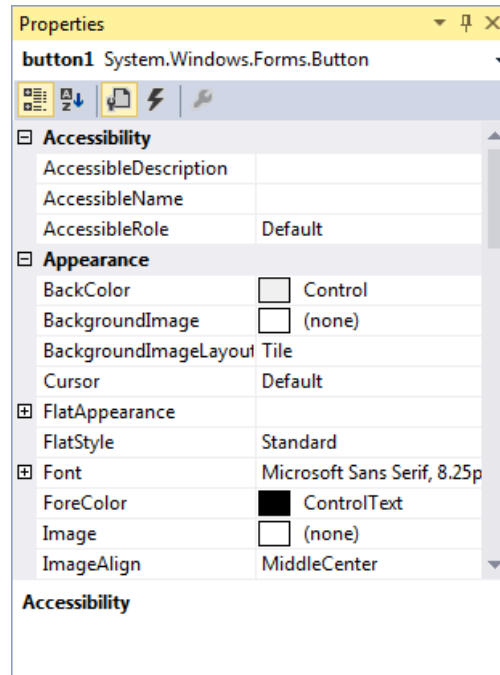 Properties
button1 System.Windows.Forms.Button
Accessibility
AccessibleDescription
AccessibleName
AccessibleRole Default
Appearance
BackColor Control
BackgroundImage (none)
BackgroundImageLayout Tile
Cursor Default
FlatAppearance
FlatStyle Standard
Font Microsoft Sans Serif, 8.25p
ForeColor ControlText
Image (none)
ImageAlign MiddleCenter
Accessibility